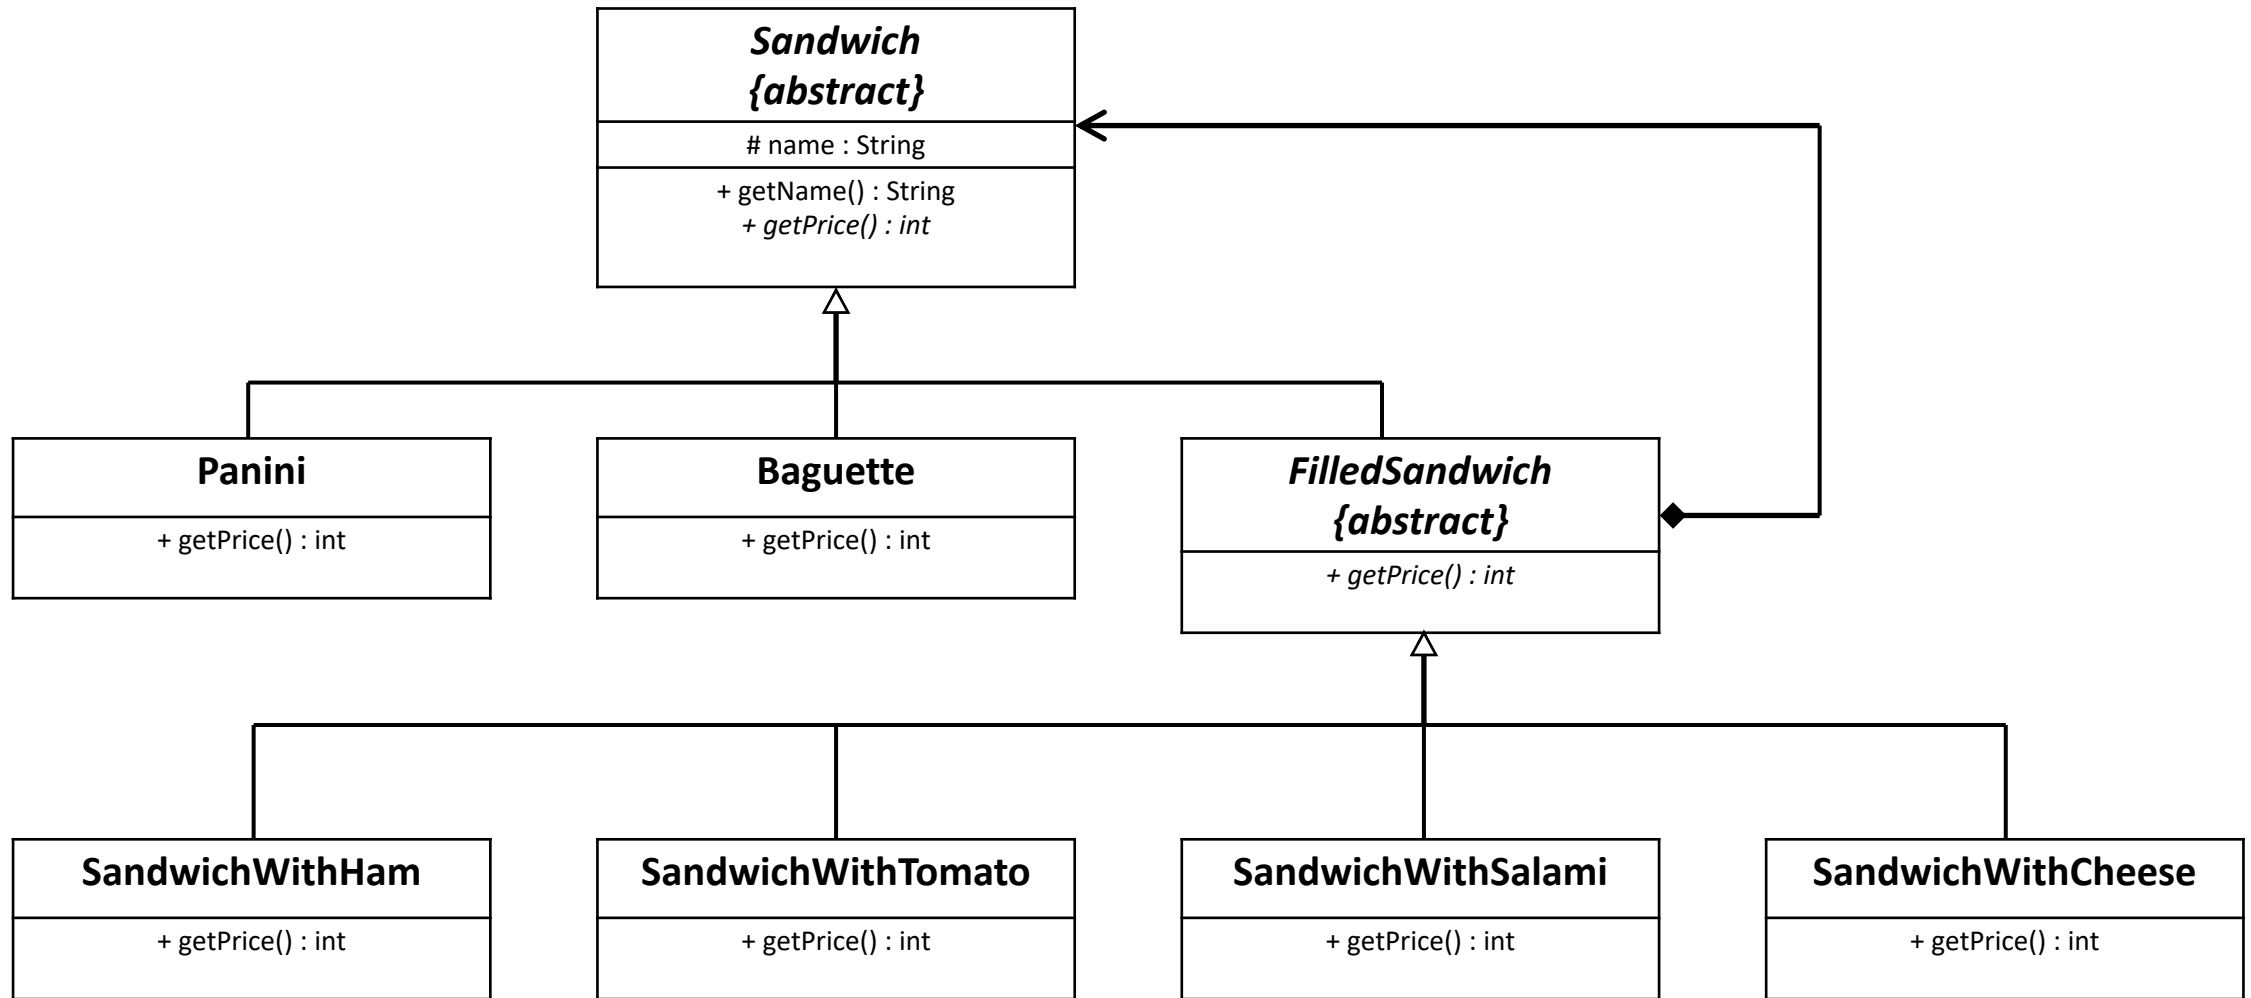 Sandwich
{abstract}
# name : String
+ getName() : String
+ getPrice() : int
Panini
+ getPrice() : int
Baguette
+ getPrice() : int
FilledSandwich
{abstract}
+ getPrice() : int
SandwichWithHam
+ getPrice() : int
SandwichWithTomato
+ getPrice() : int
SandwichWithSalami
+ getPrice() : int
SandwichWithCheese
+ getPrice() : int